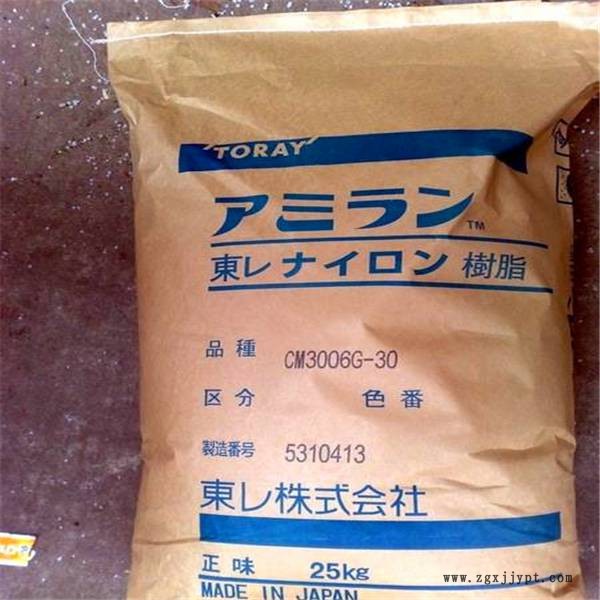 TORAY
アミラン™
東レ ナイロン 樹脂
品種 CM3006G-30
区分 色番
製造番号 5310413
東レ株式会社
正味 25kg
MADE IN JAPAN
www.zgxjjypt.com